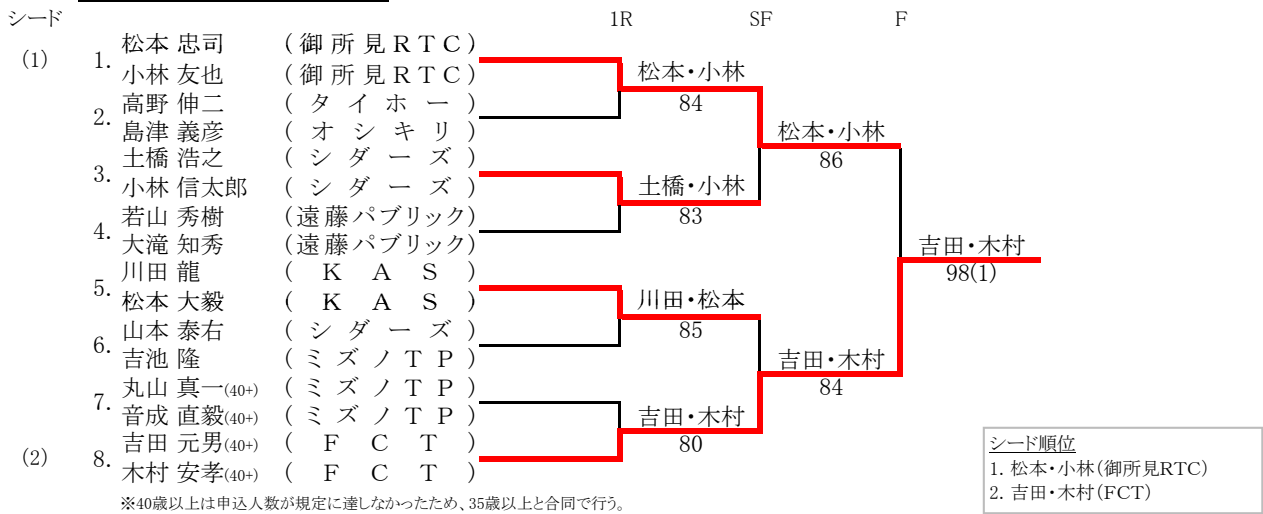 シード 1R SF F
(1) 1. 松本 忠司 (御所見RTC)
小林 友也 (御所見RTC)
松本・小林
84
2. 高野 伸二 (タイホー)
島津 義彦 (オシキリ)
松本・小林
86
3. 土橋 浩之 (シダーズ)
小林 信太郎 (シダーズ)
土橋・小林
83
4. 若山 秀樹 (遠藤パブリック)
大滝 知秀 (遠藤パブリック)
吉田・木村
98(1)
5. 川田 龍 (KAS)
松本 大毅 (KAS)
川田・松本
85
6. 山本 泰右 (シダーズ)
吉池 隆 (ミズノTP)
吉田・木村
84
7. 丸山 真一(40+) (ミズノTP)
音成 直毅(40+) (ミズノTP)
吉田・木村
80
(2) 8. 吉田 元男(40+) (FCT)
木村 安孝(40+) (FCT)
※40歳以上は申込人数が規定に達しなかったため、35歳以上と合同で行う。
シード順位
1. 松本・小林(御所見RTC)
2. 吉田・木村(FCT)